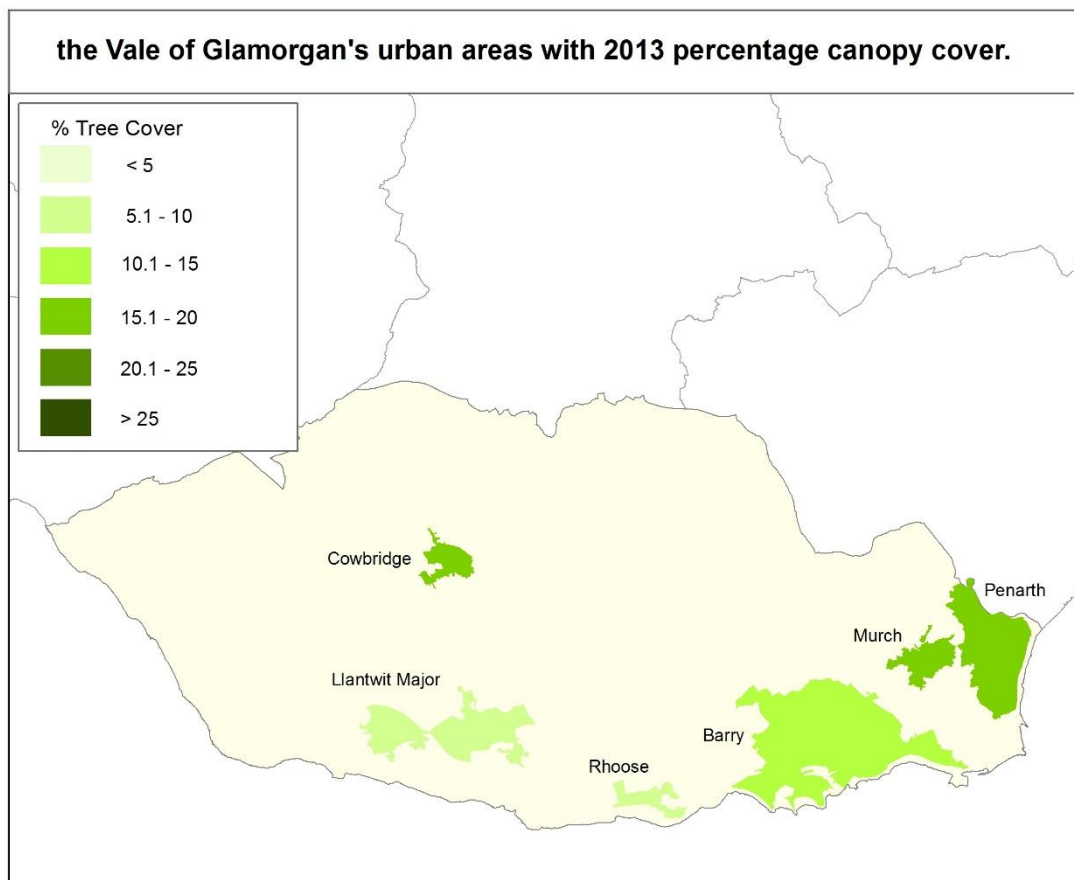 the Vale of Glamorgan's urban areas with 2013 percentage canopy cover.
% Tree Cover
< 5
5.1 - 10
10.1 - 15
15.1 - 20
20.1 - 25
> 25
Cowbridge
Penarth
Murch
Llantwit Major
Barry
Rhoose